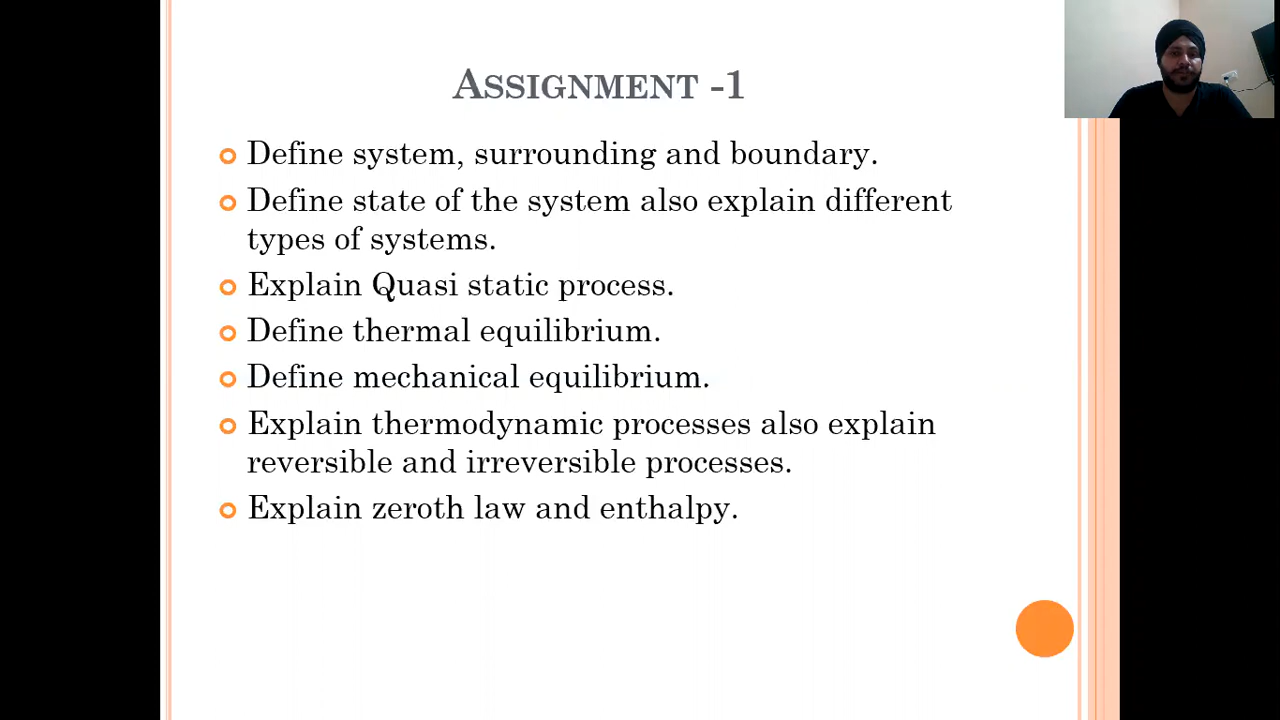 ASSIGNMENT -1
Define system, surrounding and boundary.
Define state of the system also explain different
types of systems.
Explain Quasi static process.
Define thermal equilibrium.
Define mechanical equilibrium.
Explain thermodynamic processes also explain
reversible and irreversible processes.
Explain zeroth law and enthalpy.